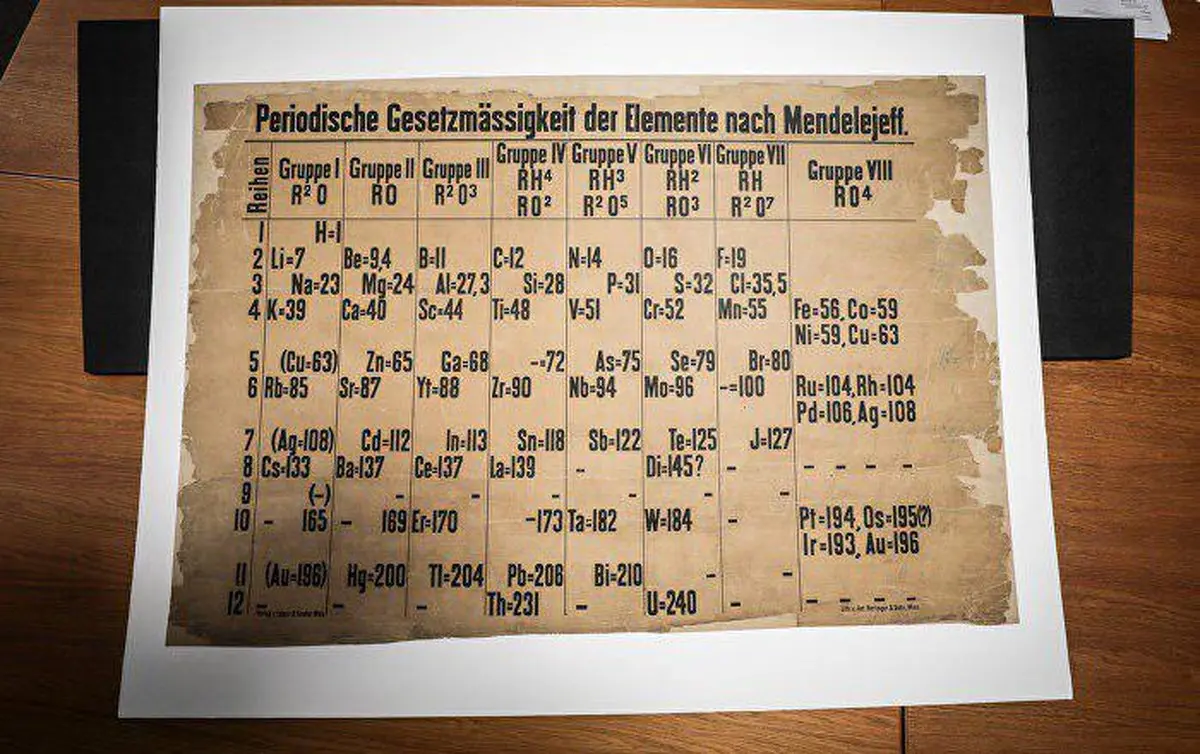 Periodische Gesetzmässigkeit der Elemente nach Mendelejeff.
Reihen Gruppe I Gruppe II Gruppe III Gruppe IV Gruppe V Gruppe VI Gruppe VII Gruppe VIII
RH⁴ RH³ RH² RH
R² O RO R² O³ RO² R² O⁵ RO³ R² O⁷ RO⁴
1 H=1
2 Li=7 Be=9,4 B=11 C=12 N=14 O=16 F=19
3 Na=23 Mg=24 Al=27,3 Si=28 P=31 S=32 Cl=35,5
4 K=39 Ca=40 Sc=44 Ti=48 V=51 Cr=52 Mn=55 Fe=56, Co=59
Ni=59, Cu=63
5 (Cu=63) Zn=65 Ga=68 -=72 As=75 Se=79 Br=80
6 Rb=85 Sr=87 Yt=88 Zr=90 Nb=94 Mo=96 -=100 Ru=104, Rh=104
Pd=106, Ag=108
7 (Ag=108) Cd=112 In=113 Sn=118 Sb=122 Te=125 J=127
8 Cs=133 Ba=137 Ce=137 La=139 - Di=145? - - - - -
9 (-) - - - - - -
10 - 165 - 169 Er=170 -173 Ta=182 W=184 - Pt=194, Os=195(?)
Ir=193, Au=196
11 (Au=196) Hg=200 Tl=204 Pb=206 Bi=210 - -
12 - - - Th=231 - U=240 - - - - -